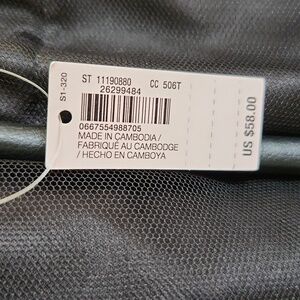 S1-320
ST 11190880 CC 506T
26299484
0667554988705
MADE IN CAMBODIA /
FABRIQUÉ AU CAMBODGE
/ HECHO EN CAMBOYA
US $58.00